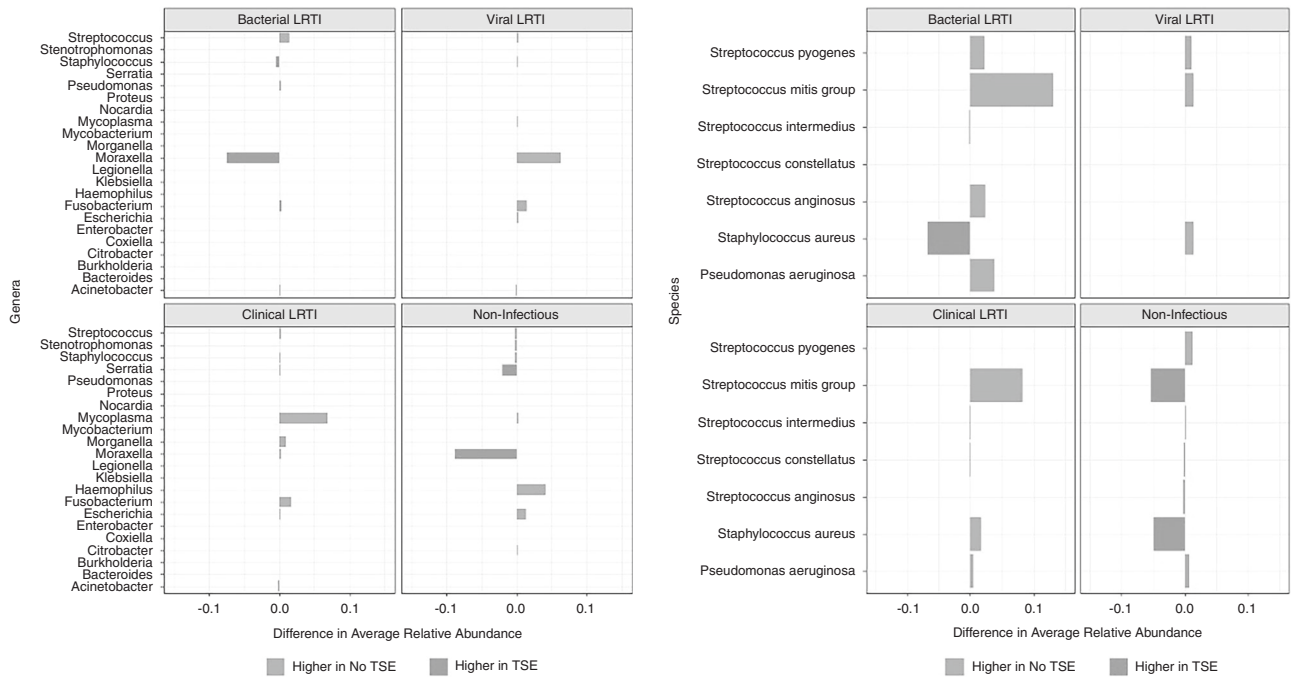 Bacterial LRTI
Viral LRTI
Streptococcus
Stenotrophomonas
Staphylococcus
Serratia
Pseudomonas
Proteus
Nocardia
Mycoplasma
Mycobacterium
Morganella
Moraxella
Legionella
Klebsiella
Haemophilus
Fusobacterium
Escherichia
Enterobacter
Coxiella
Citrobacter
Burkholderia
Bacteroides
Acinetobacter
Genera
Clinical LRTI
Non-Infectious
Streptococcus
Stenotrophomonas
Staphylococcus
Serratia
Pseudomonas
Proteus
Nocardia
Mycoplasma
Mycobacterium
Morganella
Moraxella
Legionella
Klebsiella
Haemophilus
Fusobacterium
Escherichia
Enterobacter
Coxiella
Citrobacter
Burkholderia
Bacteroides
Acinetobacter
-0.1 0.0 0.1 -0.1 0.0 0.1
Difference in Average Relative Abundance
Higher in No TSE Higher in TSE
Bacterial LRTI
Viral LRTI
Streptococcus pyogenes
Streptococcus mitis group
Streptococcus intermedius
Streptococcus constellatus
Streptococcus anginosus
Staphylococcus aureus
Pseudomonas aeruginosa
Species
Clinical LRTI
Non-Infectious
Streptococcus pyogenes
Streptococcus mitis group
Streptococcus intermedius
Streptococcus constellatus
Streptococcus anginosus
Staphylococcus aureus
Pseudomonas aeruginosa
-0.1 0.0 0.1 -0.1 0.0 0.1
Difference in Average Relative Abundance
Higher in No TSE Higher in TSE